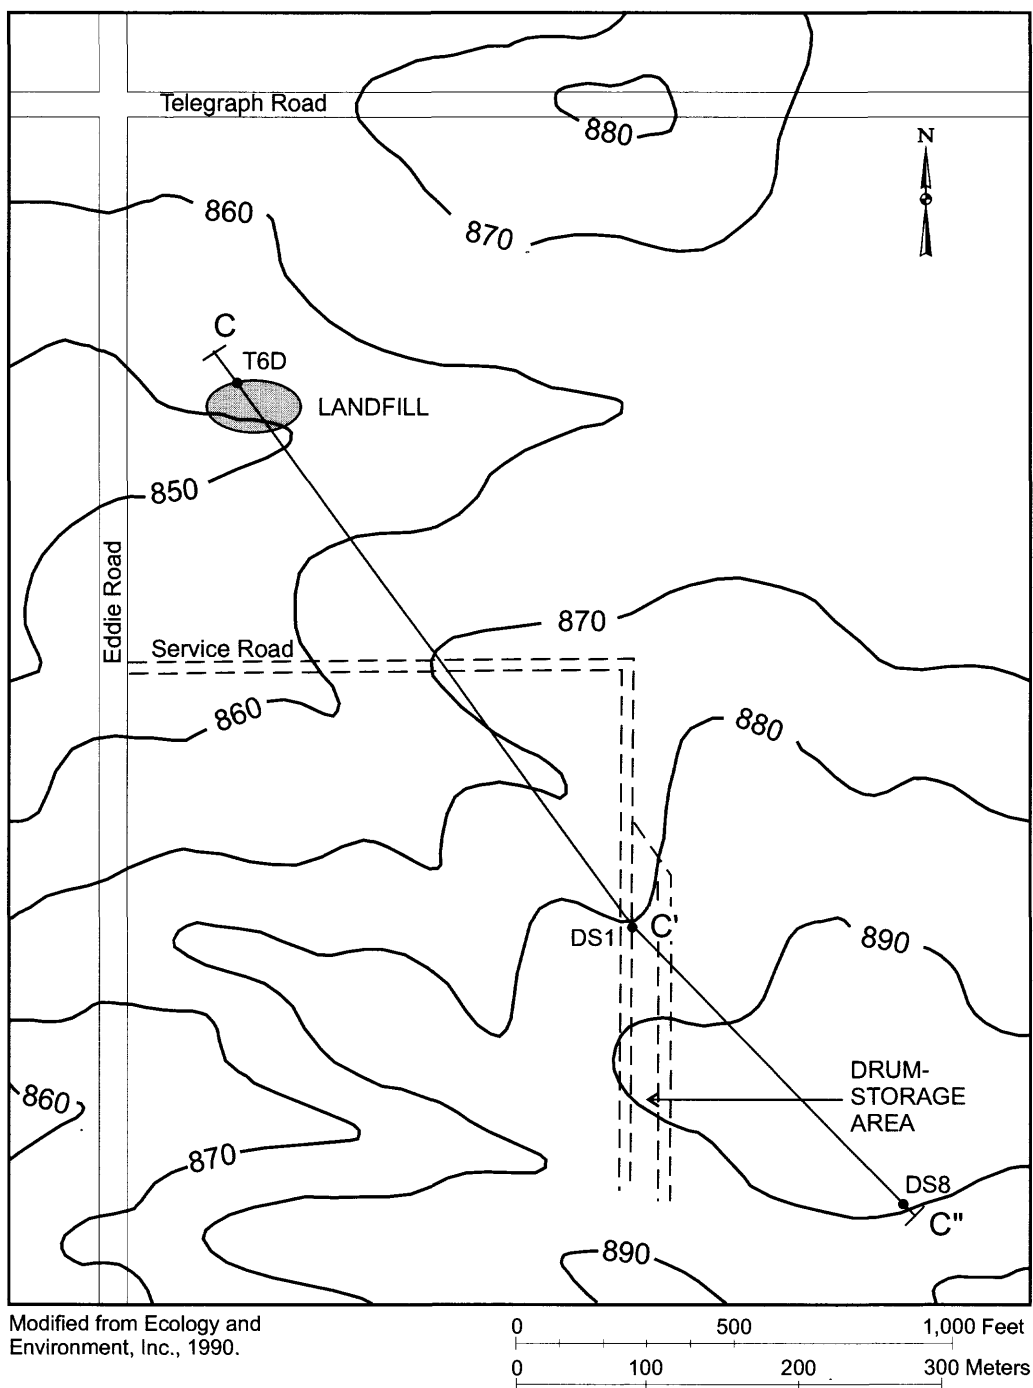 Telegraph Road
880
N
860
870
C
T6D
LANDFILL
850
Eddie Road
870
Service Road
860
880
DS1
C'
890
DRUM-
STORAGE
AREA
860
870
DS8
C"
890
Modified from Ecology and
Environment, Inc., 1990.
0 500 1,000 Feet
0 100 200 300 Meters